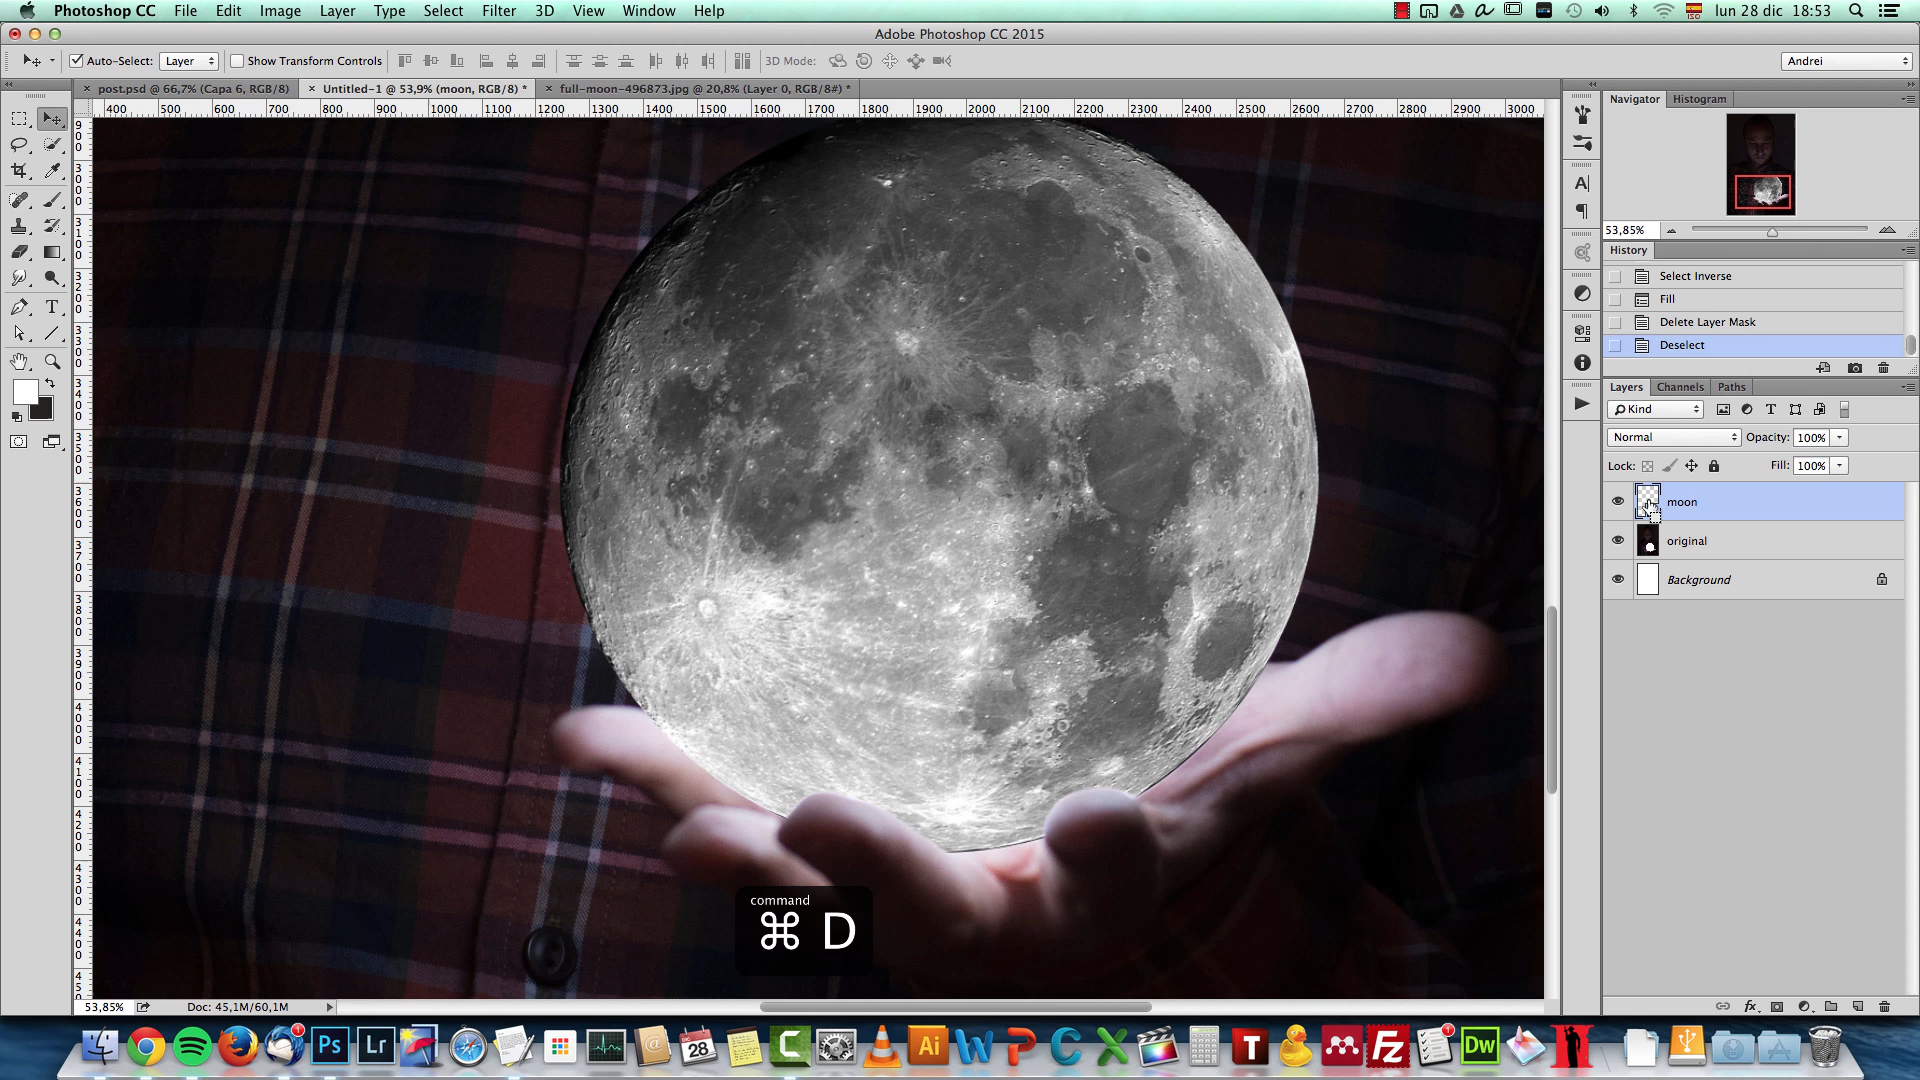 Photoshop CC File Edit Image Layer Type Select Filter 3D View Window Help lun 28 dic 18:53
Adobe Photoshop CC 2015
Auto-Select: Layer Show Transform Controls 3D Mode: Andrei
post.psd @ 66,7% (Capa 6, RGB/8) Untitled-1 @ 53,9% (moon, RGB/8) * full-moon-496873.jpg @ 20,8% (Layer 0, RGB/8#) *
400 500 600 700 800 900 1000 1100 1200 1300 1400 1500 1600 1700 1800 1900 2000 2100 2200 2300 2400 2500 2600 2700 2800 2900 3000
Navigator Histogram
53,85%
History
Select Inverse
Fill
Delete Layer Mask
Deselect
Layers Channels Paths
Kind
Normal Opacity: 100%
Lock: Fill: 100%
moon
original
Background
command
⌘ D
53,85% Doc: 45,1M/60,1M
Ps Lr 28 Ai T Fz Dw